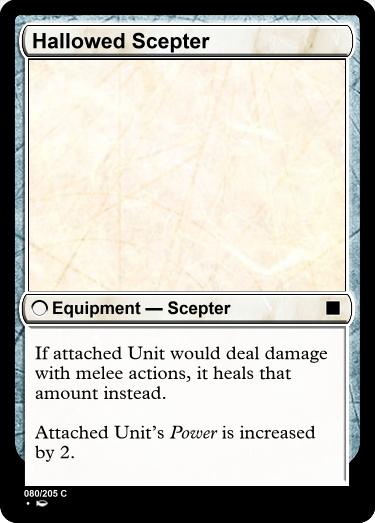 Hallowed Scepter
Equipment — Scepter
If attached Unit would deal damage
with melee actions, it heals that
amount instead.
Attached Unit's Power is increased
by 2.
080/205 C
•